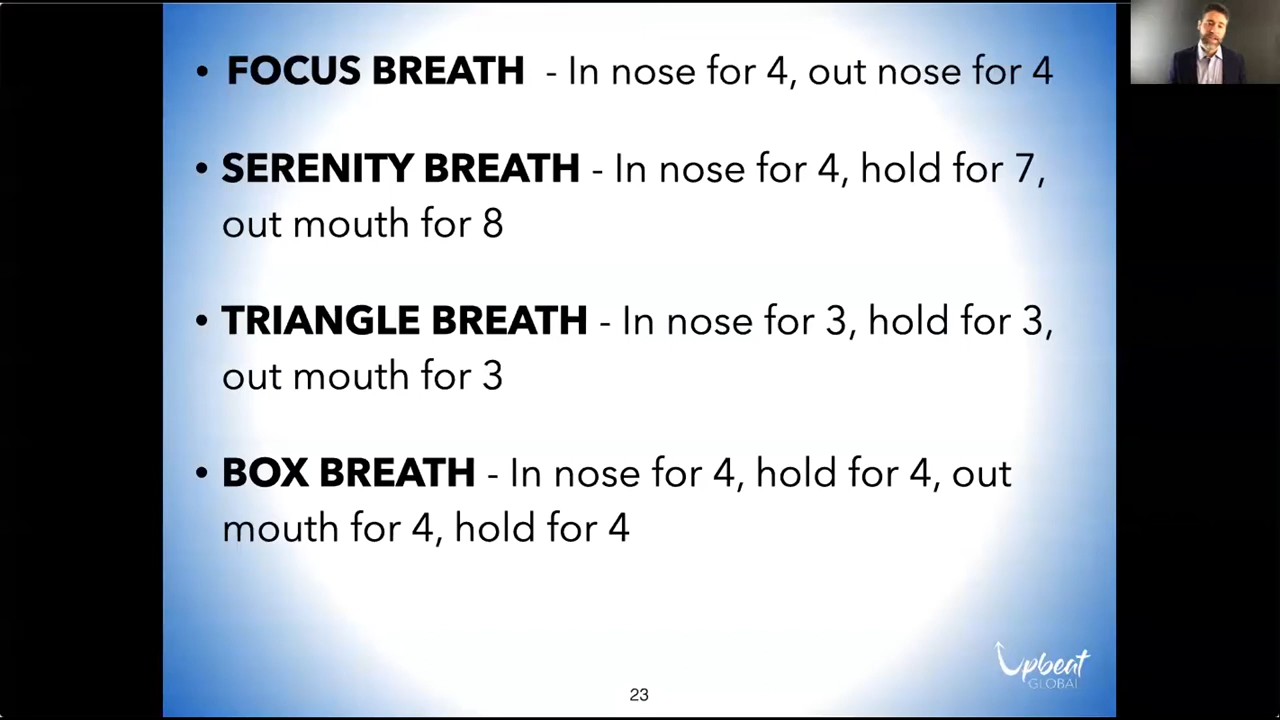 • FOCUS BREATH - In nose for 4, out nose for 4
• SERENITY BREATH - In nose for 4, hold for 7,
out mouth for 8
• TRIANGLE BREATH - In nose for 3, hold for 3,
out mouth for 3
• BOX BREATH - In nose for 4, hold for 4, out
mouth for 4, hold for 4
Upbeat
GLOBAL
23